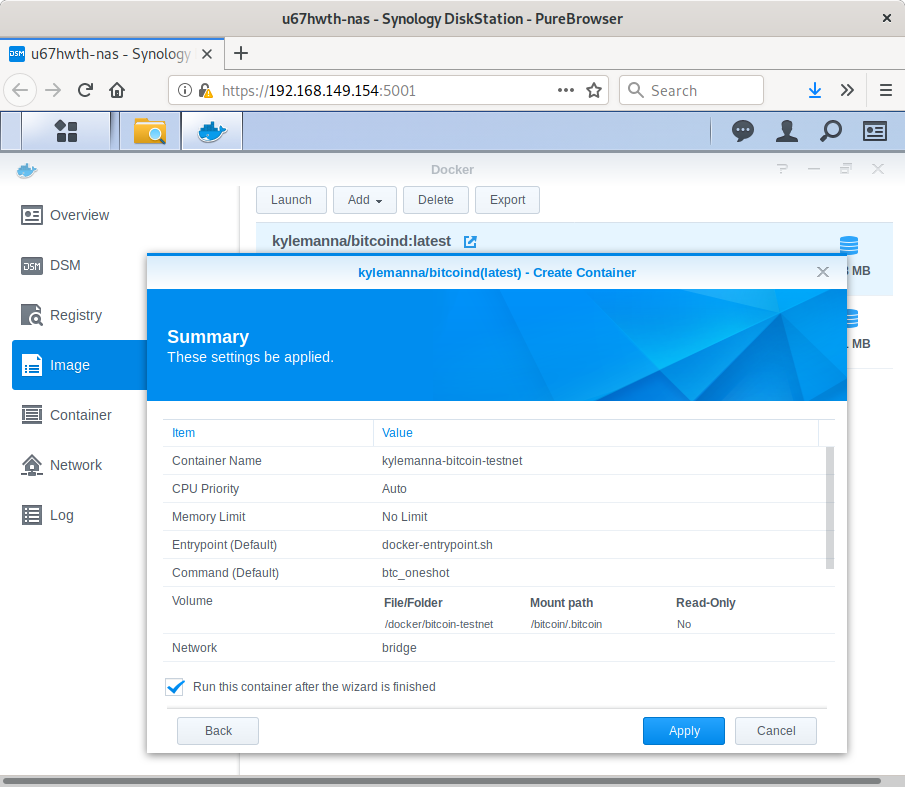 u67hwth-nas - Synology DiskStation - PureBrowser
DSM u67hwth-nas - Synology
https://192.168.149.154:5001
Search
Docker
Overview
DSM DSM
Registry
Image
Container
Network
Log
Launch Add Delete Export
kylemanna/bitcoind:latest
MB
MB
kylemanna/bitcoind(latest) - Create Container
Summary
These settings be applied.
Item Value
Container Name kylemanna-bitcoin-testnet
CPU Priority Auto
Memory Limit No Limit
Entrypoint (Default) docker-entrypoint.sh
Command (Default) btc_oneshot
Volume File/Folder Mount path Read-Only
/docker/bitcoin-testnet /bitcoin/.bitcoin No
Network bridge
Run this container after the wizard is finished
Back Apply Cancel